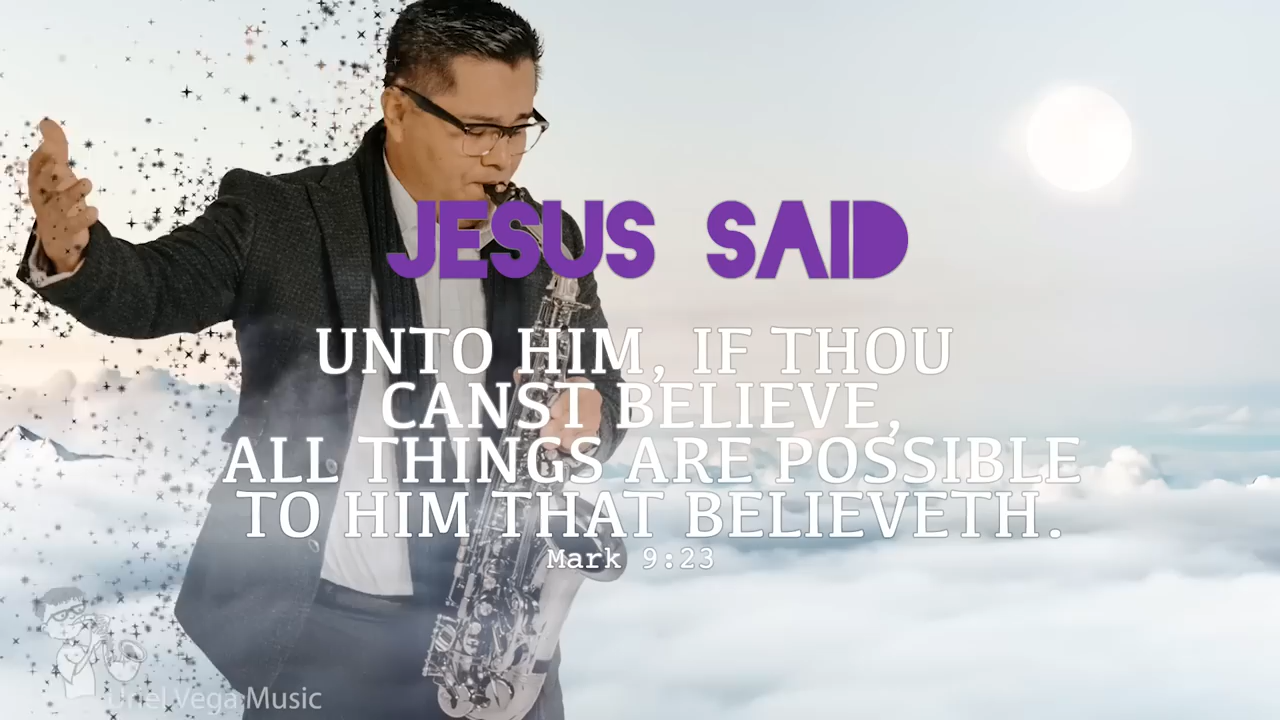 JESUS SAID
UNTO HIM, IF THOU
CANST BELIEVE,
ALL THINGS ARE POSSIBLE
TO HIM THAT BELIEVETH.
Mark 9:23
Uriel Vega Music